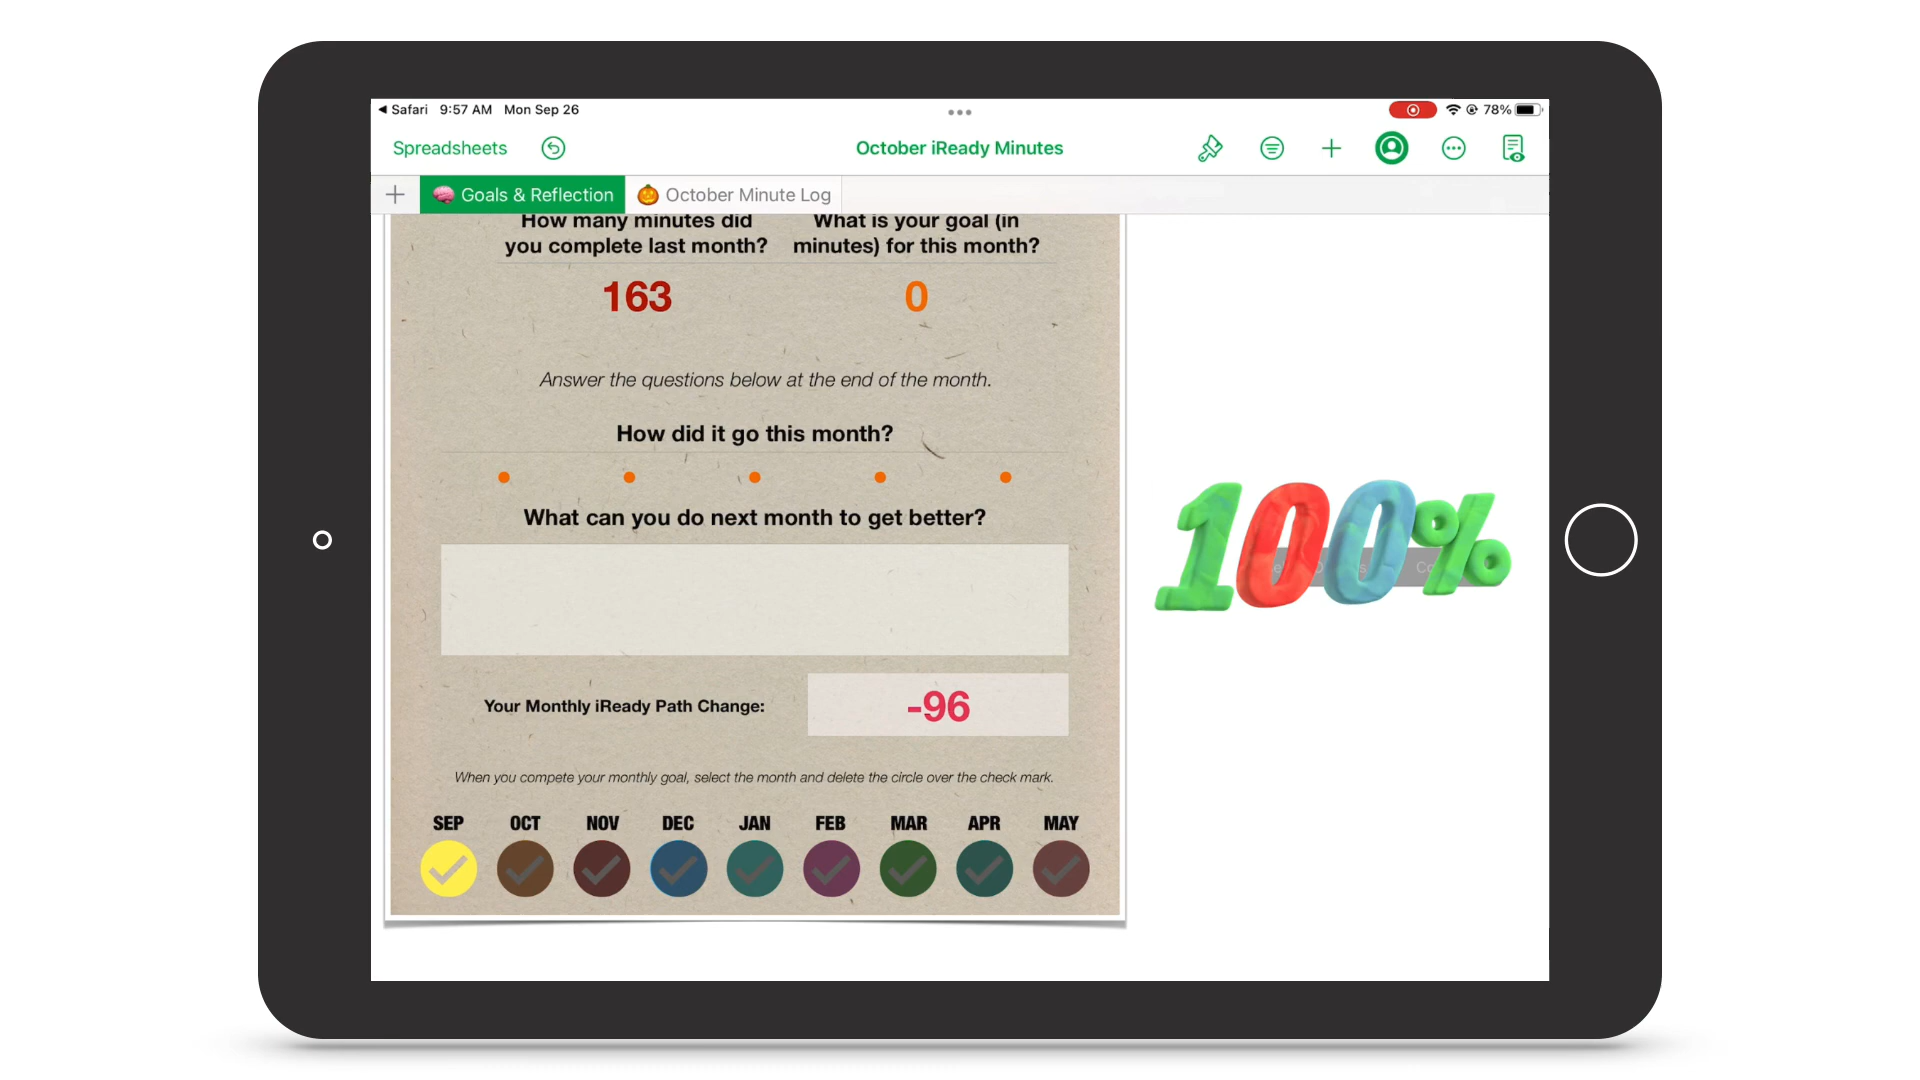 Safari 9:57 AM Mon Sep 26
78%
Spreadsheets
October iReady Minutes
Goals & Reflection
October Minute Log
How many minutes did
you complete last month?
What is your goal (in
minutes) for this month?
163
0
Answer the questions below at the end of the month.
How did it go this month?
What can you do next month to get better?
Your Monthly iReady Path Change:
-96
When you compete your monthly goal, select the month and delete the circle over the check mark.
SEP OCT NOV DEC JAN FEB MAR APR MAY
100%